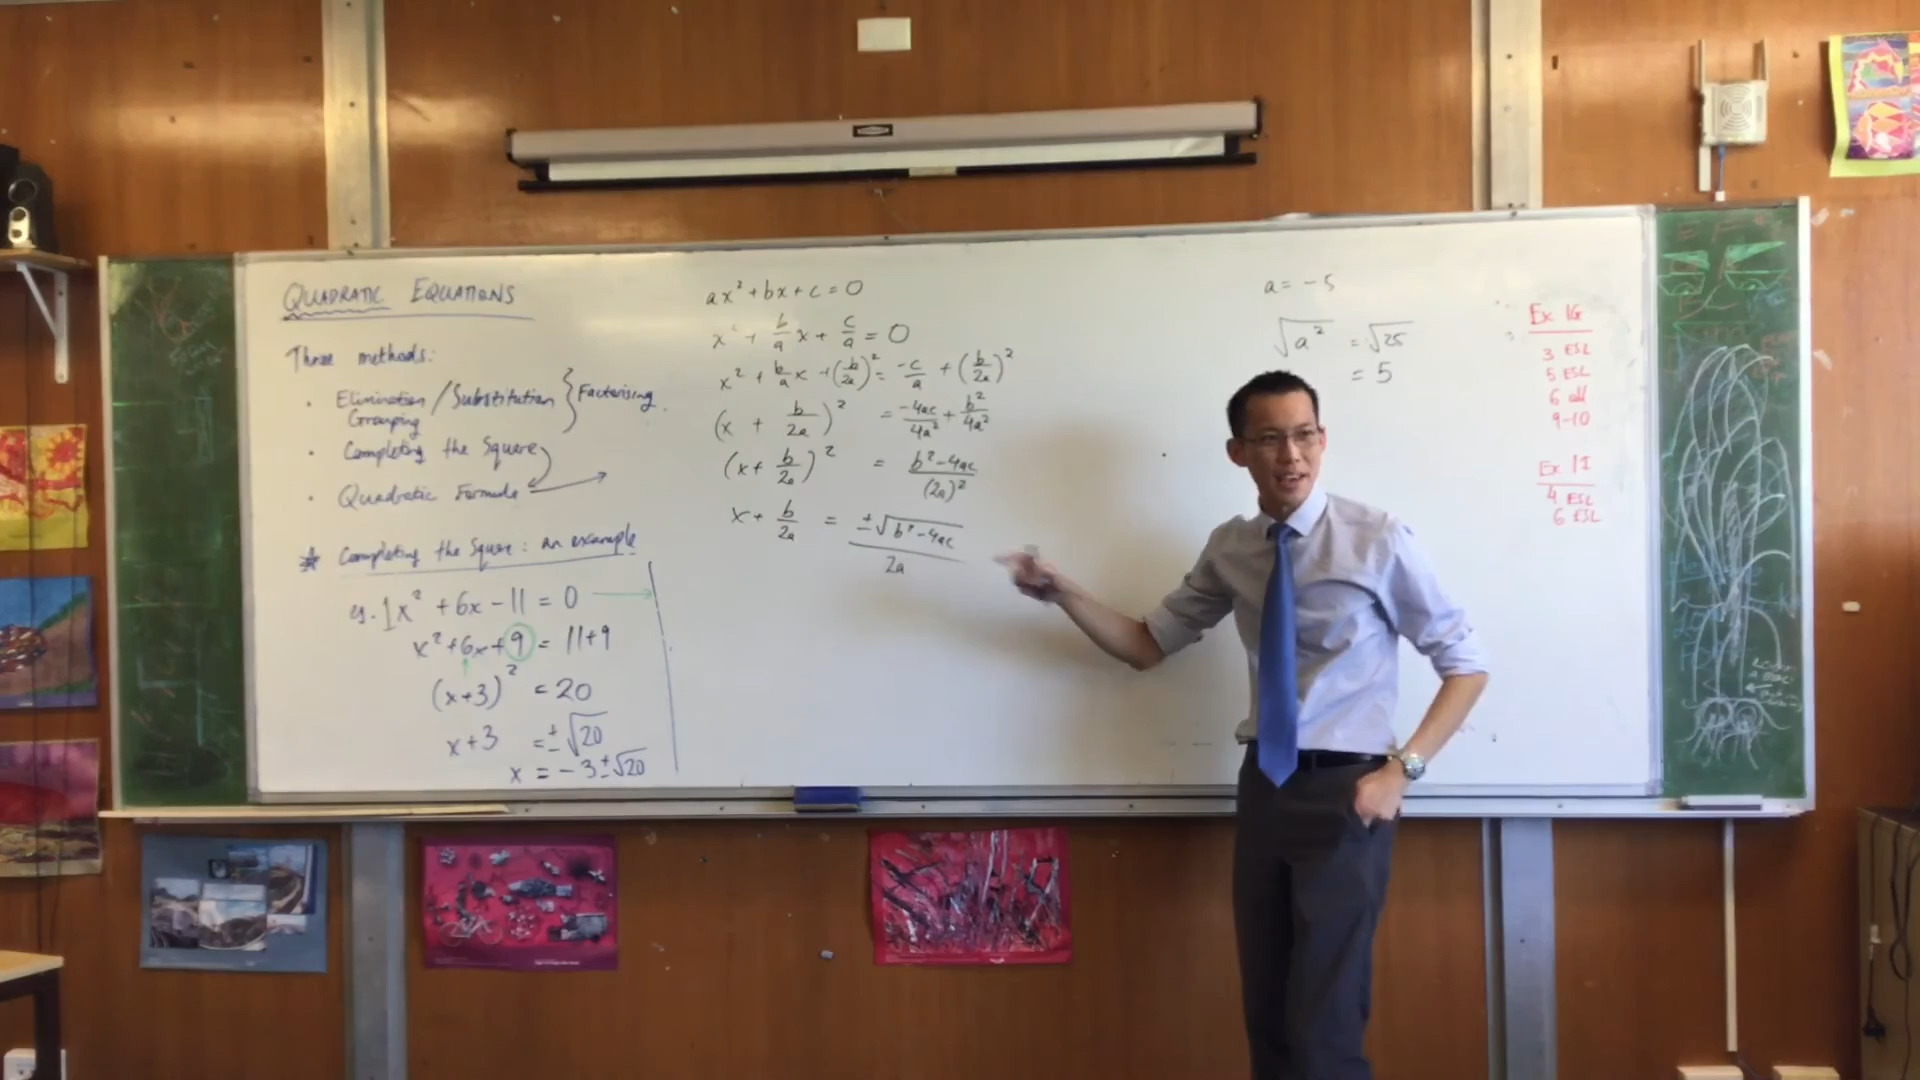 QUADRATIC EQUATIONS
Three methods:
• Elimination / Substitution } Factorising
Grouping
• Completing the Square
• Quadratic Formula
* Completing the Square: an example
eg. 1x² + 6x - 11 = 0
x² + 6x + 9 = 11 + 9
(x+3)² = 20
x+3 = ±√20
x = -3 ± √20
ax² + bx + c = 0
x² + b/a x + c/a = 0
x² + b/a x + (b/2a)² = -c/a + (b/2a)²
(x + b/2a)² = -4ac/4a² + b²/4a²
(x + b/2a)² = b²-4ac/(2a)²
x + b/2a = ±√b²-4ac/2a
a = -5
√a² = √25
= 5
Ex 1G
3 ESL
5 ESL
6 all
9-10
Ex 1I
4 ESL
6 ESL